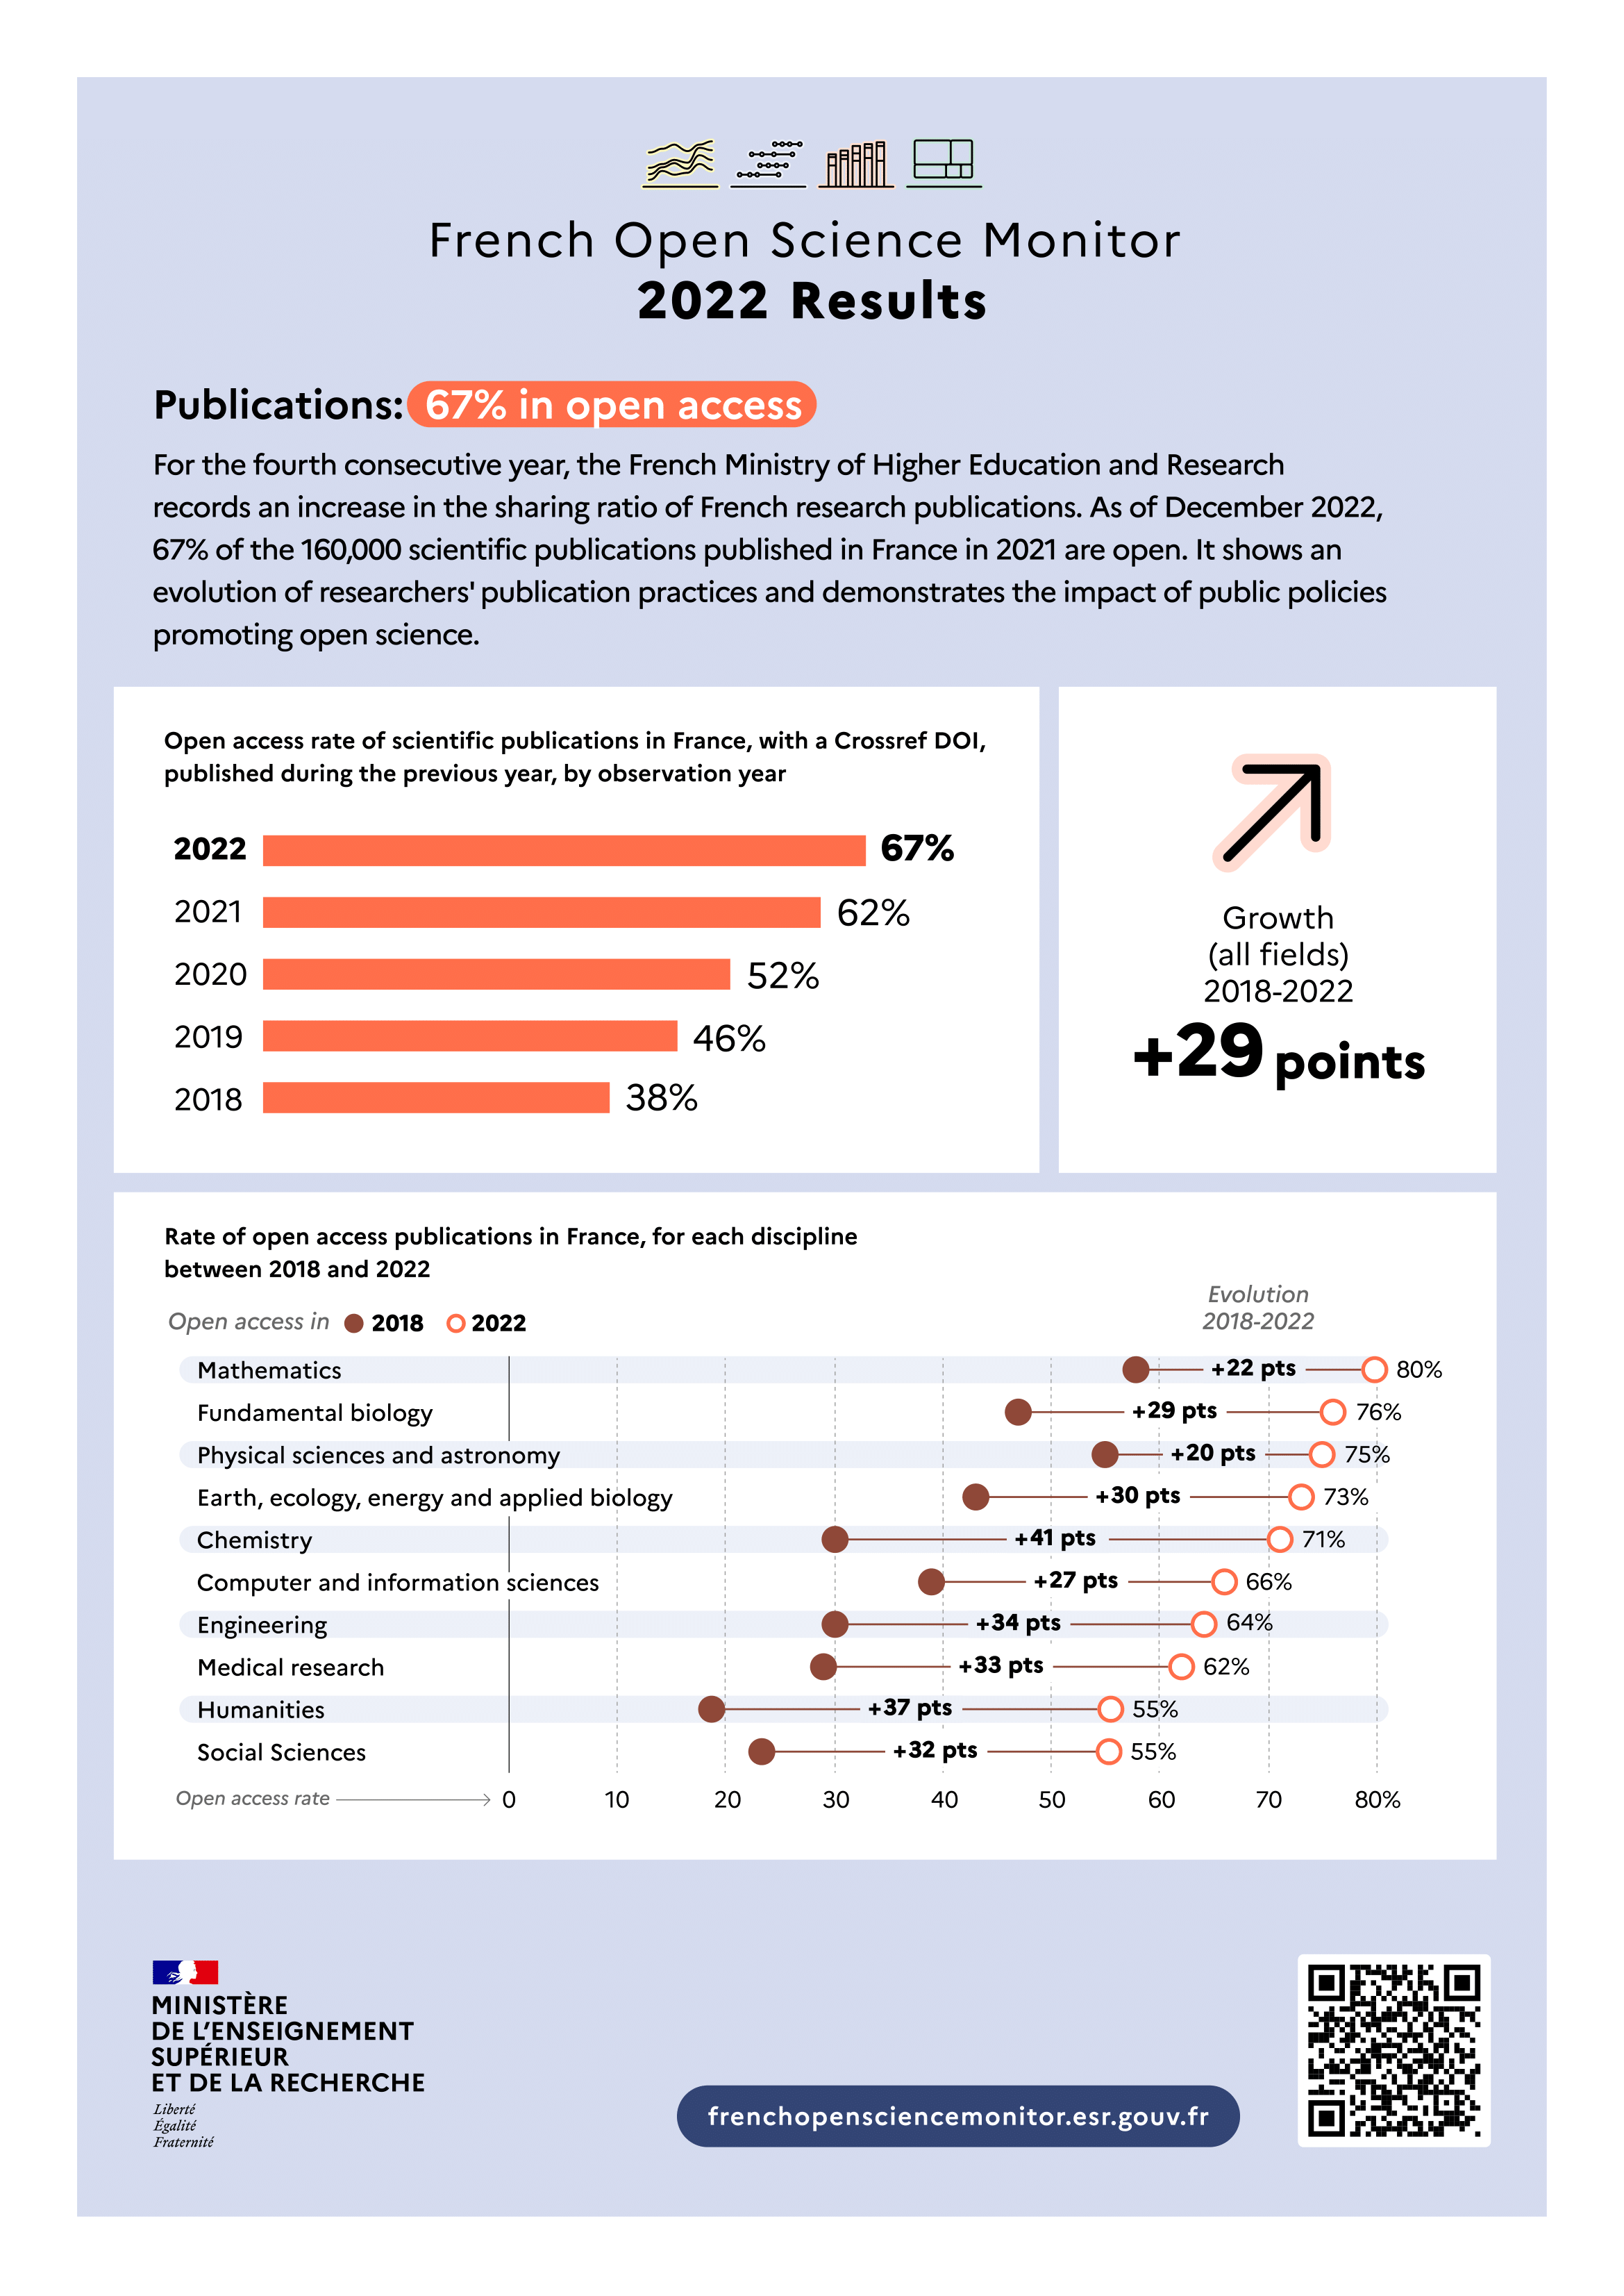 French Open Science Monitor
2022 Results
Publications: 67% in open access
For the fourth consecutive year, the French Ministry of Higher Education and Research
records an increase in the sharing ratio of French research publications. As of December 2022,
67% of the 160,000 scientific publications published in France in 2021 are open. It shows an
evolution of researchers' publication practices and demonstrates the impact of public policies
promoting open science.
Open access rate of scientific publications in France, with a Crossref DOI,
published during the previous year, by observation year
2022 67%
2021 62%
2020 52%
2019 46%
2018 38%
Growth
(all fields)
2018-2022
+29 points
Rate of open access publications in France, for each discipline
between 2018 and 2022
Evolution
2018-2022
Open access in 2018 2022
Mathematics +22 pts 80%
Fundamental biology +29 pts 76%
Physical sciences and astronomy +20 pts 75%
Earth, ecology, energy and applied biology +30 pts 73%
Chemistry +41 pts 71%
Computer and information sciences +27 pts 66%
Engineering +34 pts 64%
Medical research +33 pts 62%
Humanities +37 pts 55%
Social Sciences +32 pts 55%
Open access rate 0 10 20 30 40 50 60 70 80%
MINISTÈRE
DE L'ENSEIGNEMENT
SUPÉRIEUR
ET DE LA RECHERCHE
Liberté
Égalité
Fraternité
frenchopensciencemonitor.esr.gouv.fr